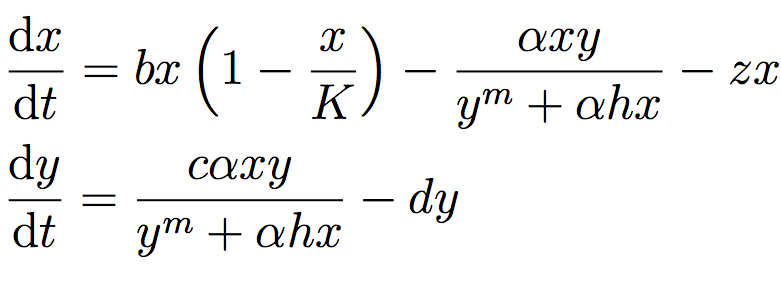 dx/dt = bx (1 − x/K) − αxy/(y^m + αhx) − zx
dy/dt = cαxy/(y^m + αhx) − dy